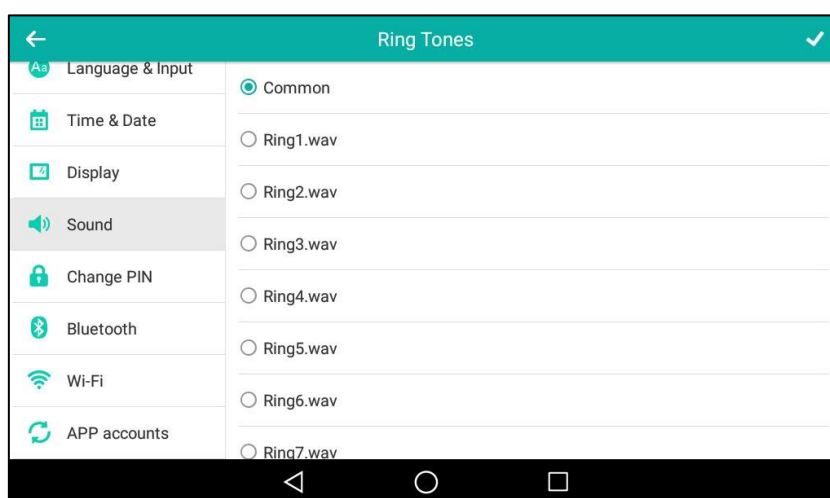 Ring Tones
Language & Input
Time & Date
Display
Sound
Change PIN
Bluetooth
Wi-Fi
APP accounts
Common
Ring1.wav
Ring2.wav
Ring3.wav
Ring4.wav
Ring5.wav
Ring6.wav
Ring7.wav